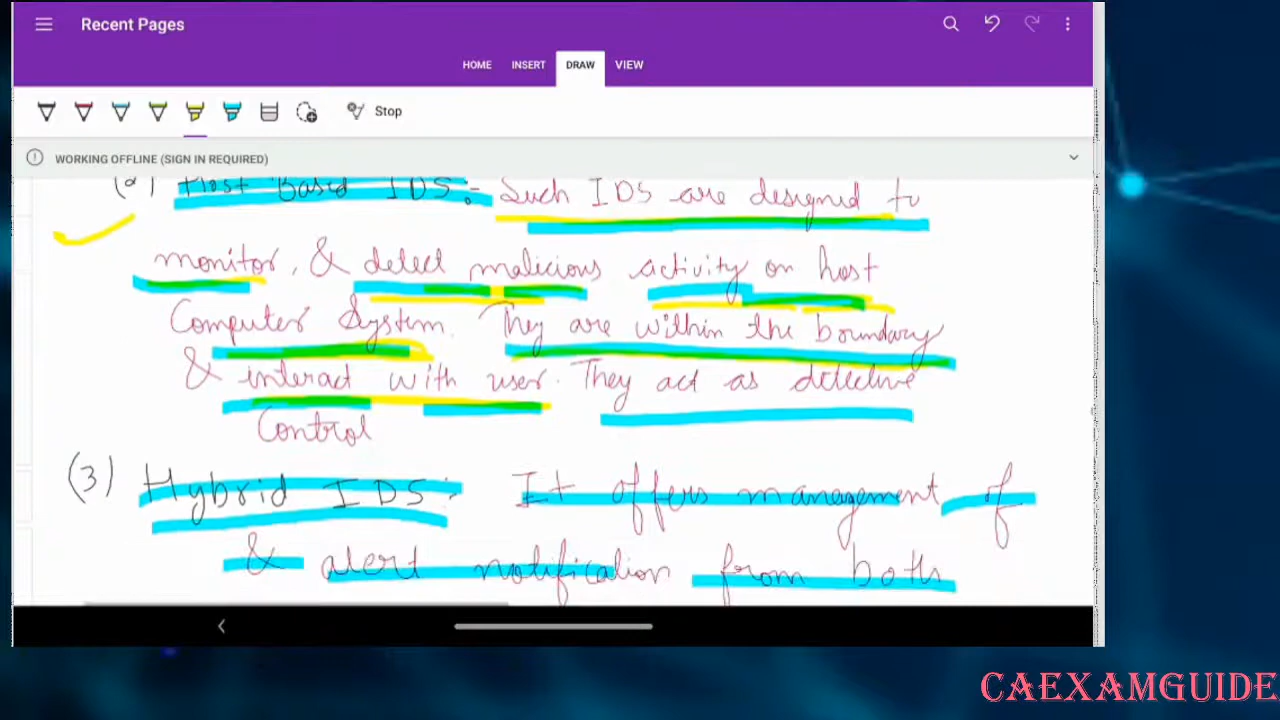 Recent Pages
HOME INSERT DRAW VIEW
Stop
WORKING OFFLINE (SIGN IN REQUIRED)
(2) Host Based IDS: Such IDS are designed to
monitor, & detect malicious activity on host
Computer System. They are within the boundary
& interact with user. They act as detective
Control
(3) Hybrid IDS: It offers management of
& alert notification from both
CAEXAMGUIDE